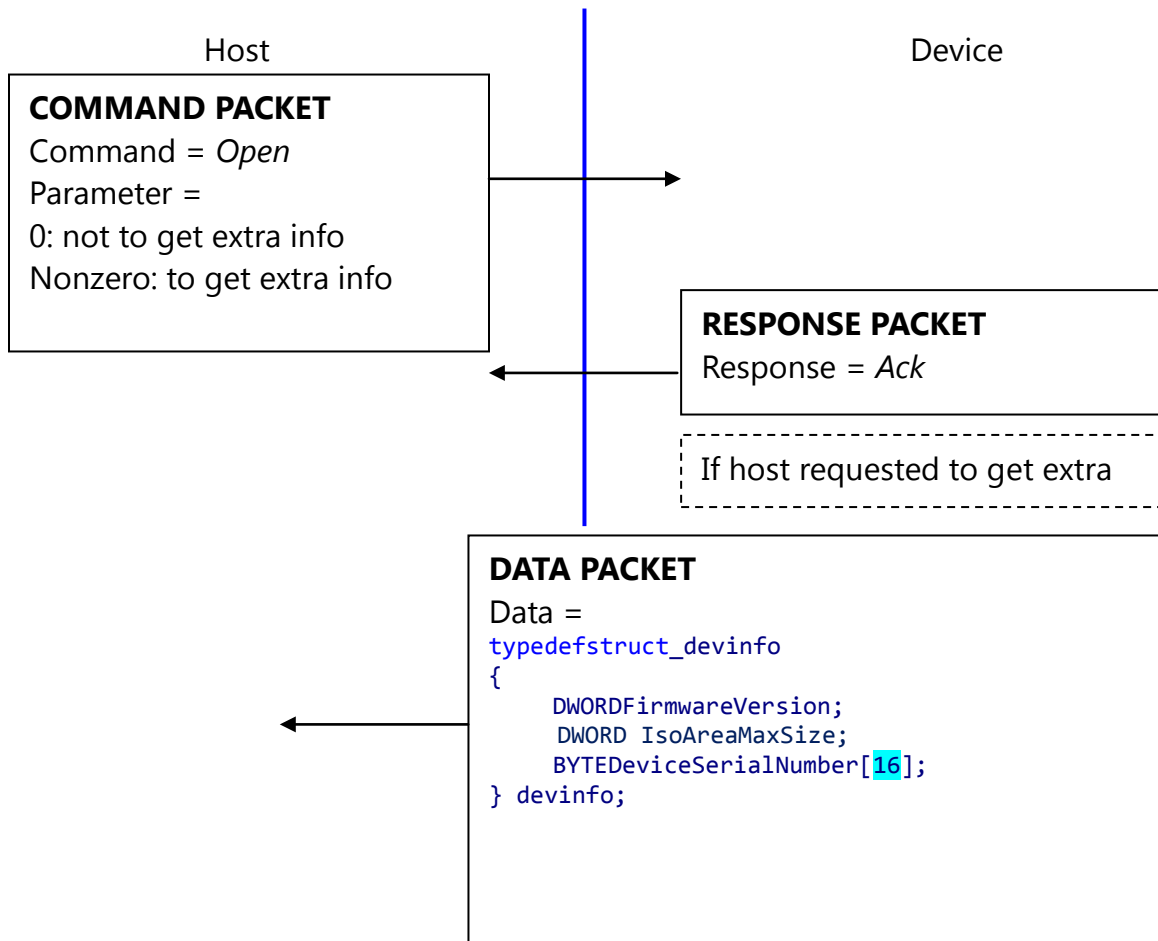 Host
Device
COMMAND PACKET
Command = Open
Parameter =
0: not to get extra info
Nonzero: to get extra info
RESPONSE PACKET
Response = Ack
If host requested to get extra
DATA PACKET
Data =
typedefstruct_devinfo
{
DWORDFirmwareVersion;
DWORD IsoAreaMaxSize;
BYTEDeviceSerialNumber[16];
} devinfo;